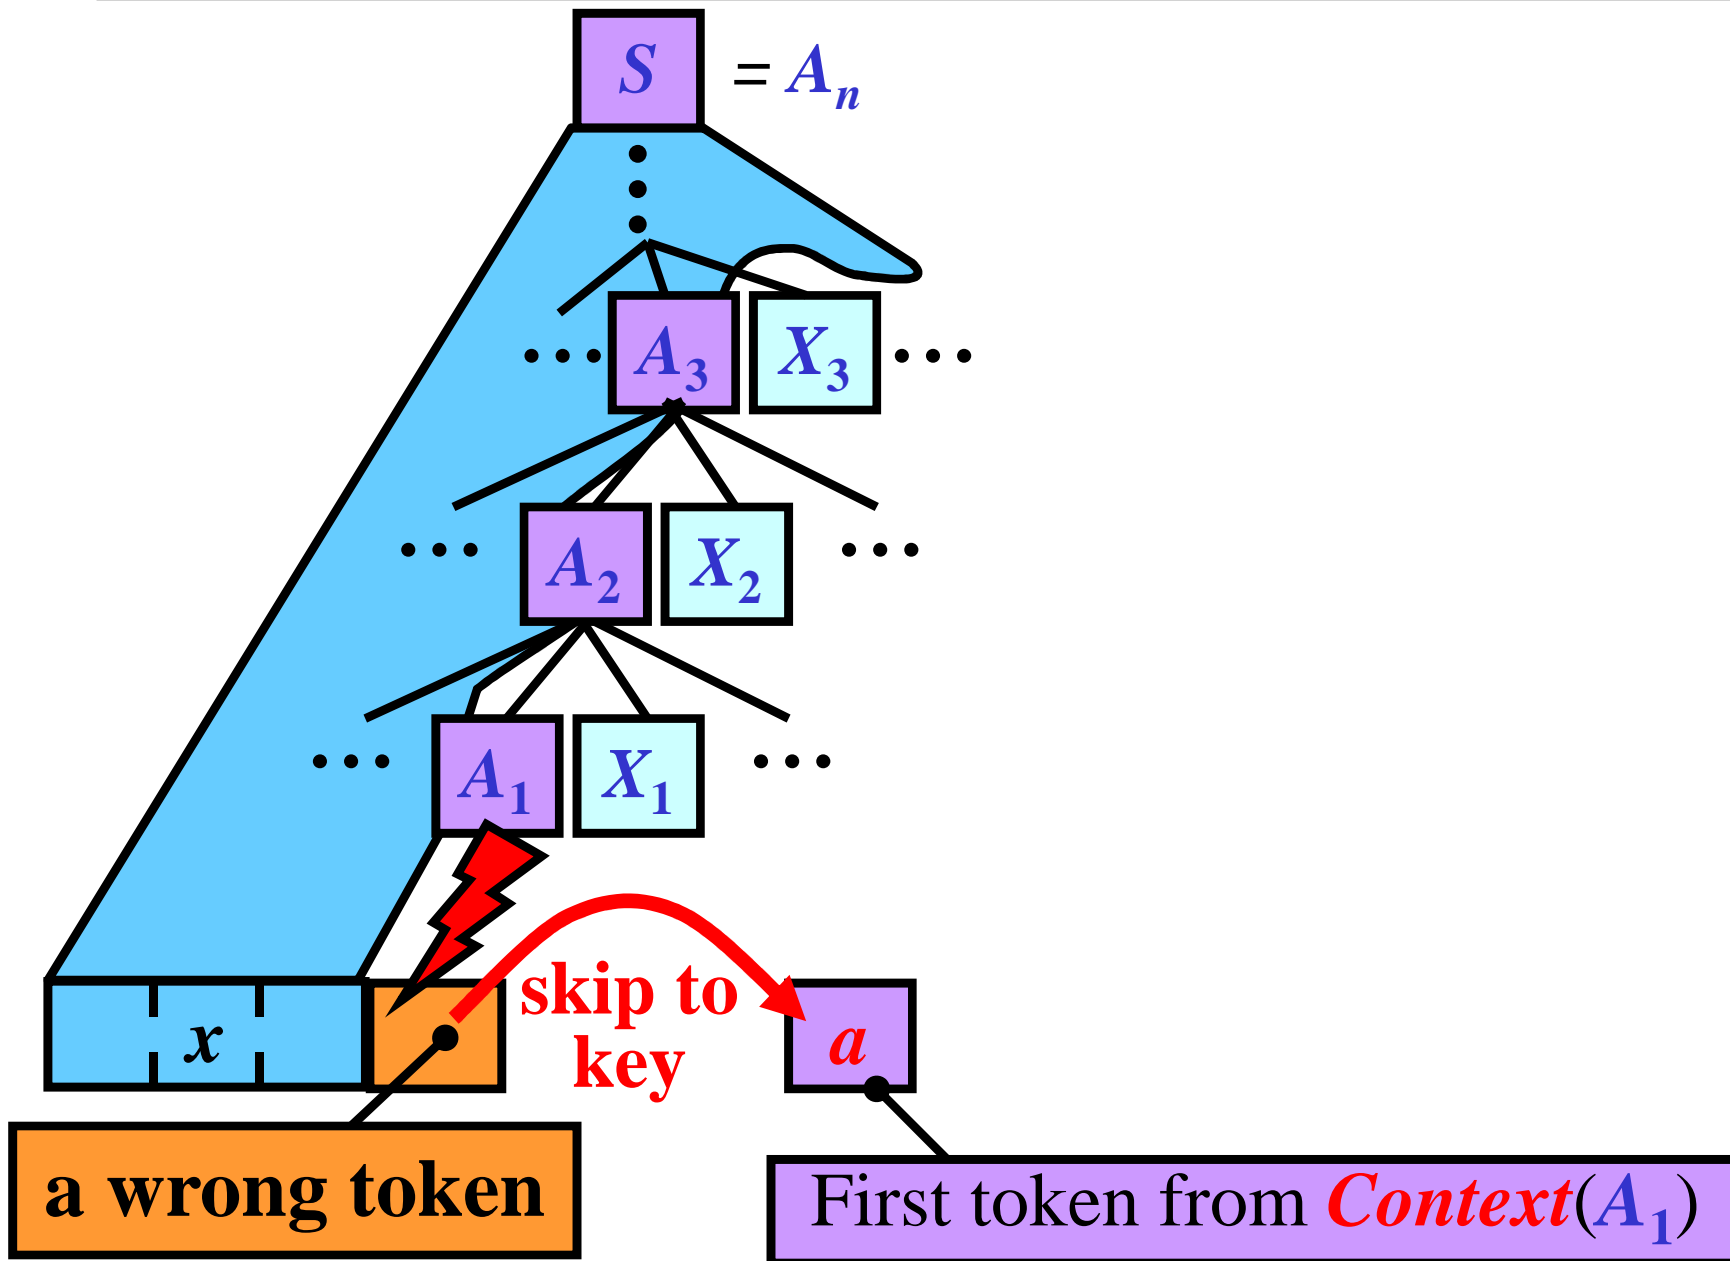 S = Aₙ
A₃ X₃
A₂ X₂
A₁ X₁
skip to
key
x a
a wrong token
First token from Context(A₁)